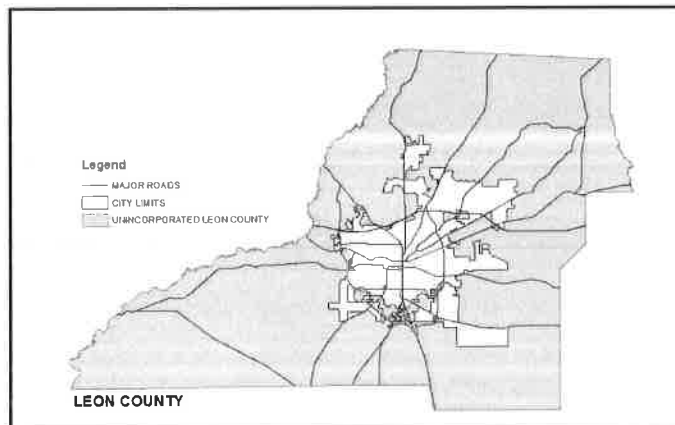 Legend
MAJOR ROADS
CITY LIMITS
UNINCORPORATED LEON COUNTY
LEON COUNTY